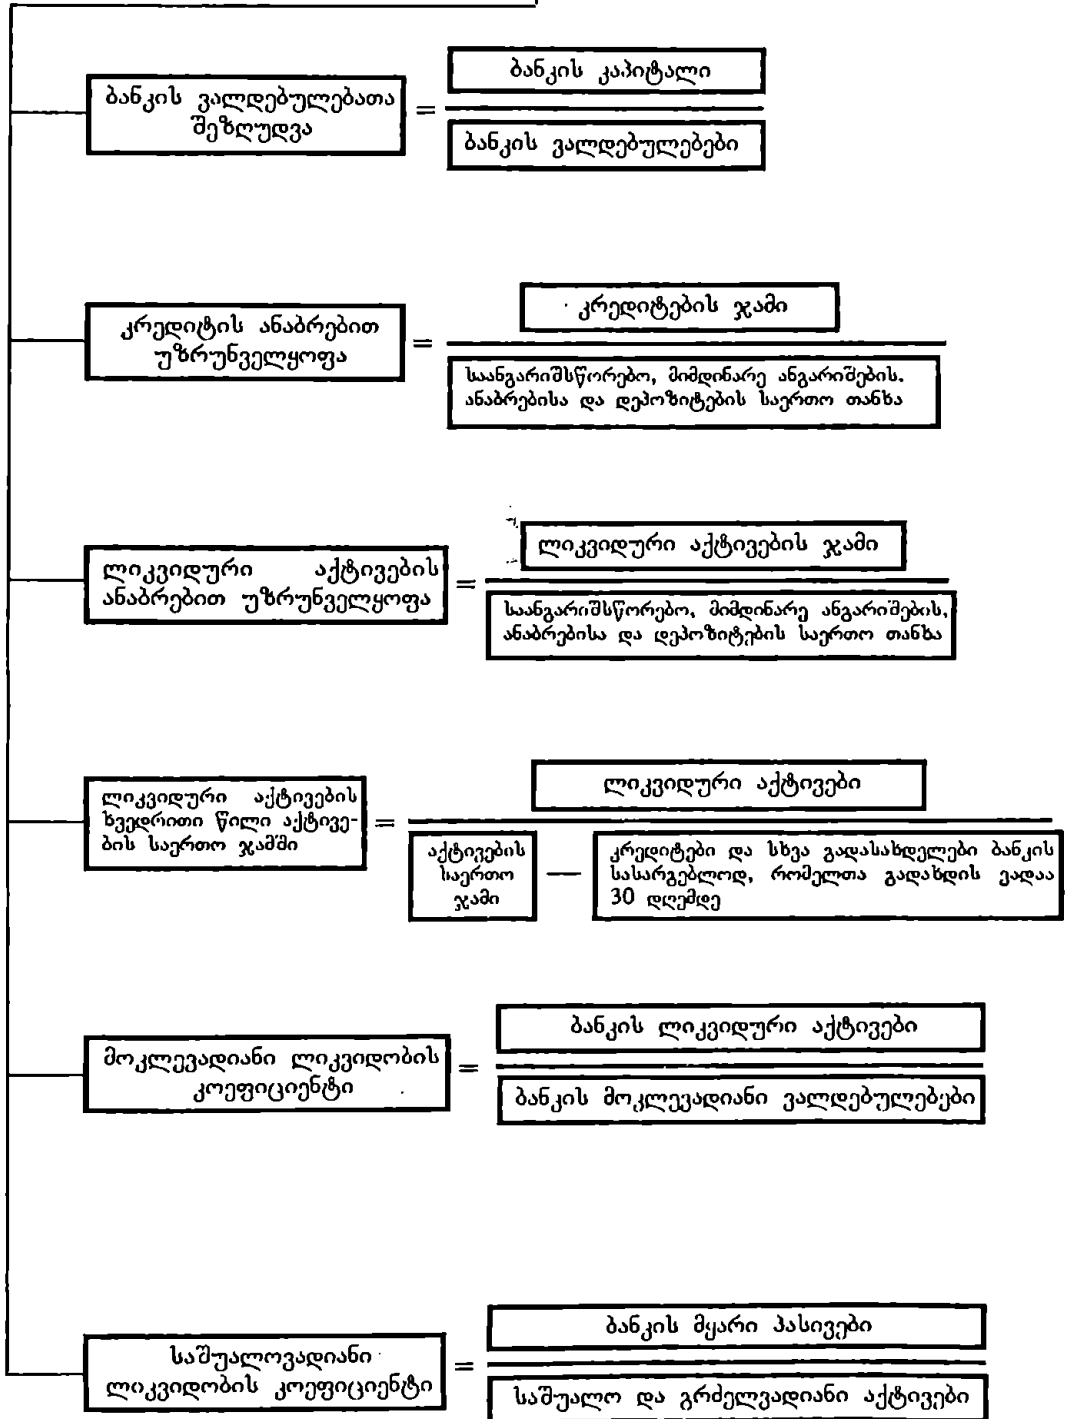 ბანკის კაპიტალი
ბანკის ვალდებულებათა
შეზღუდვა
=
ბანკის ვალდებულებები
კრედიტების ჯამი
კრედიტის ანაბრებით
უზრუნველყოფა
=
საანგარიშსწორებო, მიმდინარე ანგარიშების.
ანაბრებისა და დეპოზიტების საერთო თანხა
ლიკვიდური აქტივების ჯამი
ლიკვიდური აქტივების
ანაბრებით უზრუნველყოფა
=
საანგარიშსწორებო, მიმდინარე ანგარიშების,
ანაბრებისა და დეპოზიტების საერთო თანხა
ლიკვიდური აქტივები
ლიკვიდური აქტივების
ხვედრითი წილი აქტივე-
ბის საერთო ჯამში
=
აქტივების
საერთო
ჯამი
—
კრედიტები და სხვა გადასახდელები ბანკის
სასარგებლოდ, რომელთა გადახდის ვადაა
30 დღემდე
ბანკის ლიკვიდური აქტივები
მოკლევადიანი ლიკვიდობის
კოეფიციენტი
=
ბანკის მოკლევადიანი ვალდებულებები
ბანკის მყარი პასივები
საშუალოვადიანი
ლიკვიდობის კოეფიციენტი
=
საშუალო და გრძელვადიანი აქტივები